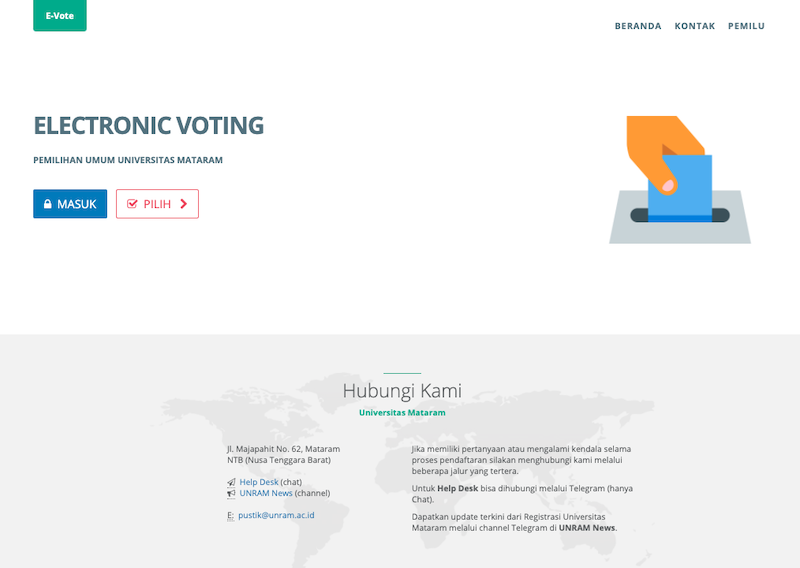 E-Vote
BERANDA KONTAK PEMILU
ELECTRONIC VOTING
PEMILIHAN UMUM UNIVERSITAS MATARAM
MASUK PILIH
Hubungi Kami
Universitas Mataram
Jl. Majapahit No. 62, Mataram
NTB (Nusa Tenggara Barat)
Help Desk (chat)
UNRAM News (channel)
E: pustik@unram.ac.id
Jika memiliki pertanyaan atau mengalami kendala selama
proses pendaftaran silakan menghubungi kami melalui
beberapa jalur yang tertera.
Untuk Help Desk bisa dihubungi melalui Telegram (hanya
Chat).
Dapatkan update terkini dari Registrasi Universitas
Mataram melalui channel Telegram di UNRAM News.